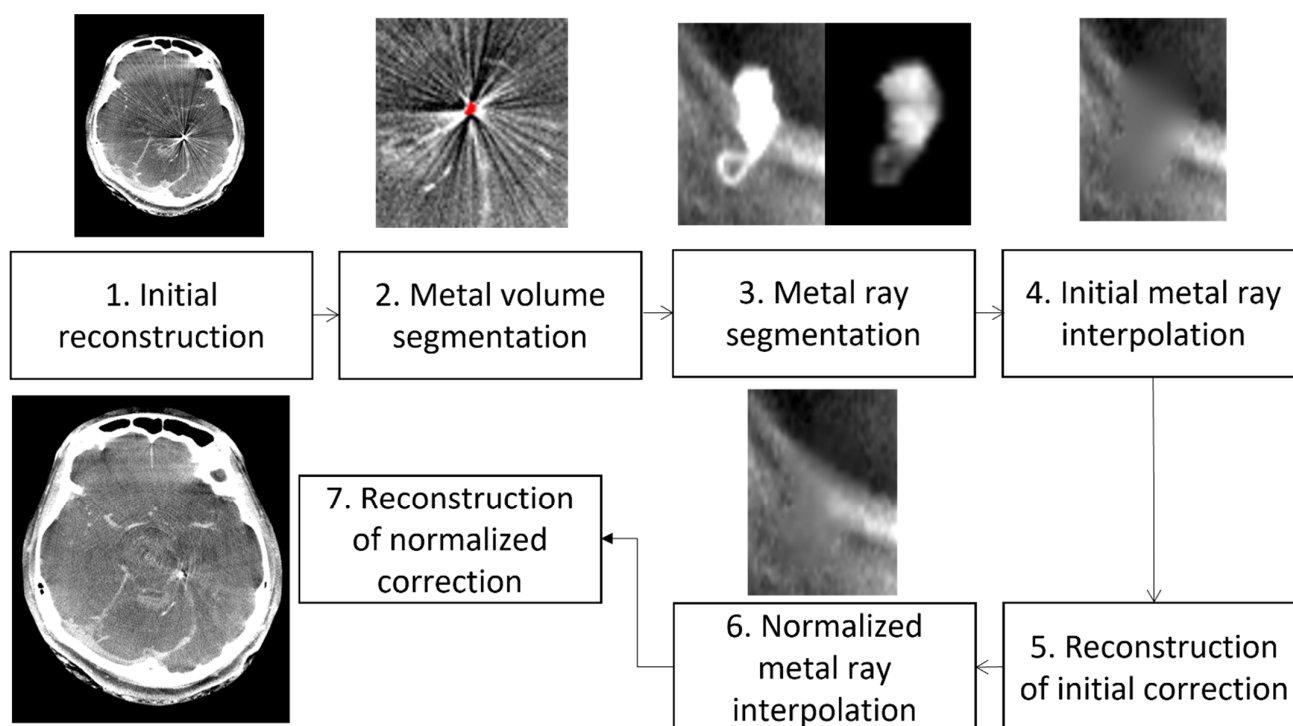 1. Initial
reconstruction
2. Metal volume
segmentation
3. Metal ray
segmentation
4. Initial metal ray
interpolation
5. Reconstruction
of initial correction
6. Normalized
metal ray
interpolation
7. Reconstruction
of normalized
correction